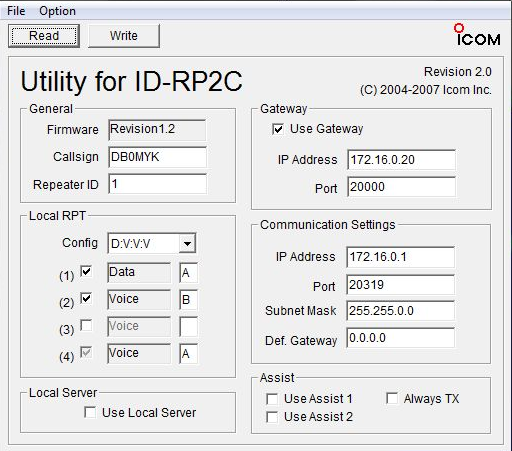 File Option
Read Write
ICOM
Utility for ID-RP2C
Revision 2.0
(C) 2004-2007 Icom Inc.
General
Firmware Revision1.2
Callsign DB0MYK
Repeater ID 1
Gateway
Use Gateway
IP Address 172.16.0.20
Port 20000
Local RPT
Config D:V:V:V
(1) Data A
(2) Voice B
(3) Voice
(4) Voice A
Communication Settings
IP Address 172.16.0.1
Port 20319
Subnet Mask 255.255.0.0
Def. Gateway 0.0.0.0
Local Server
Use Local Server
Assist
Use Assist 1 Always TX
Use Assist 2